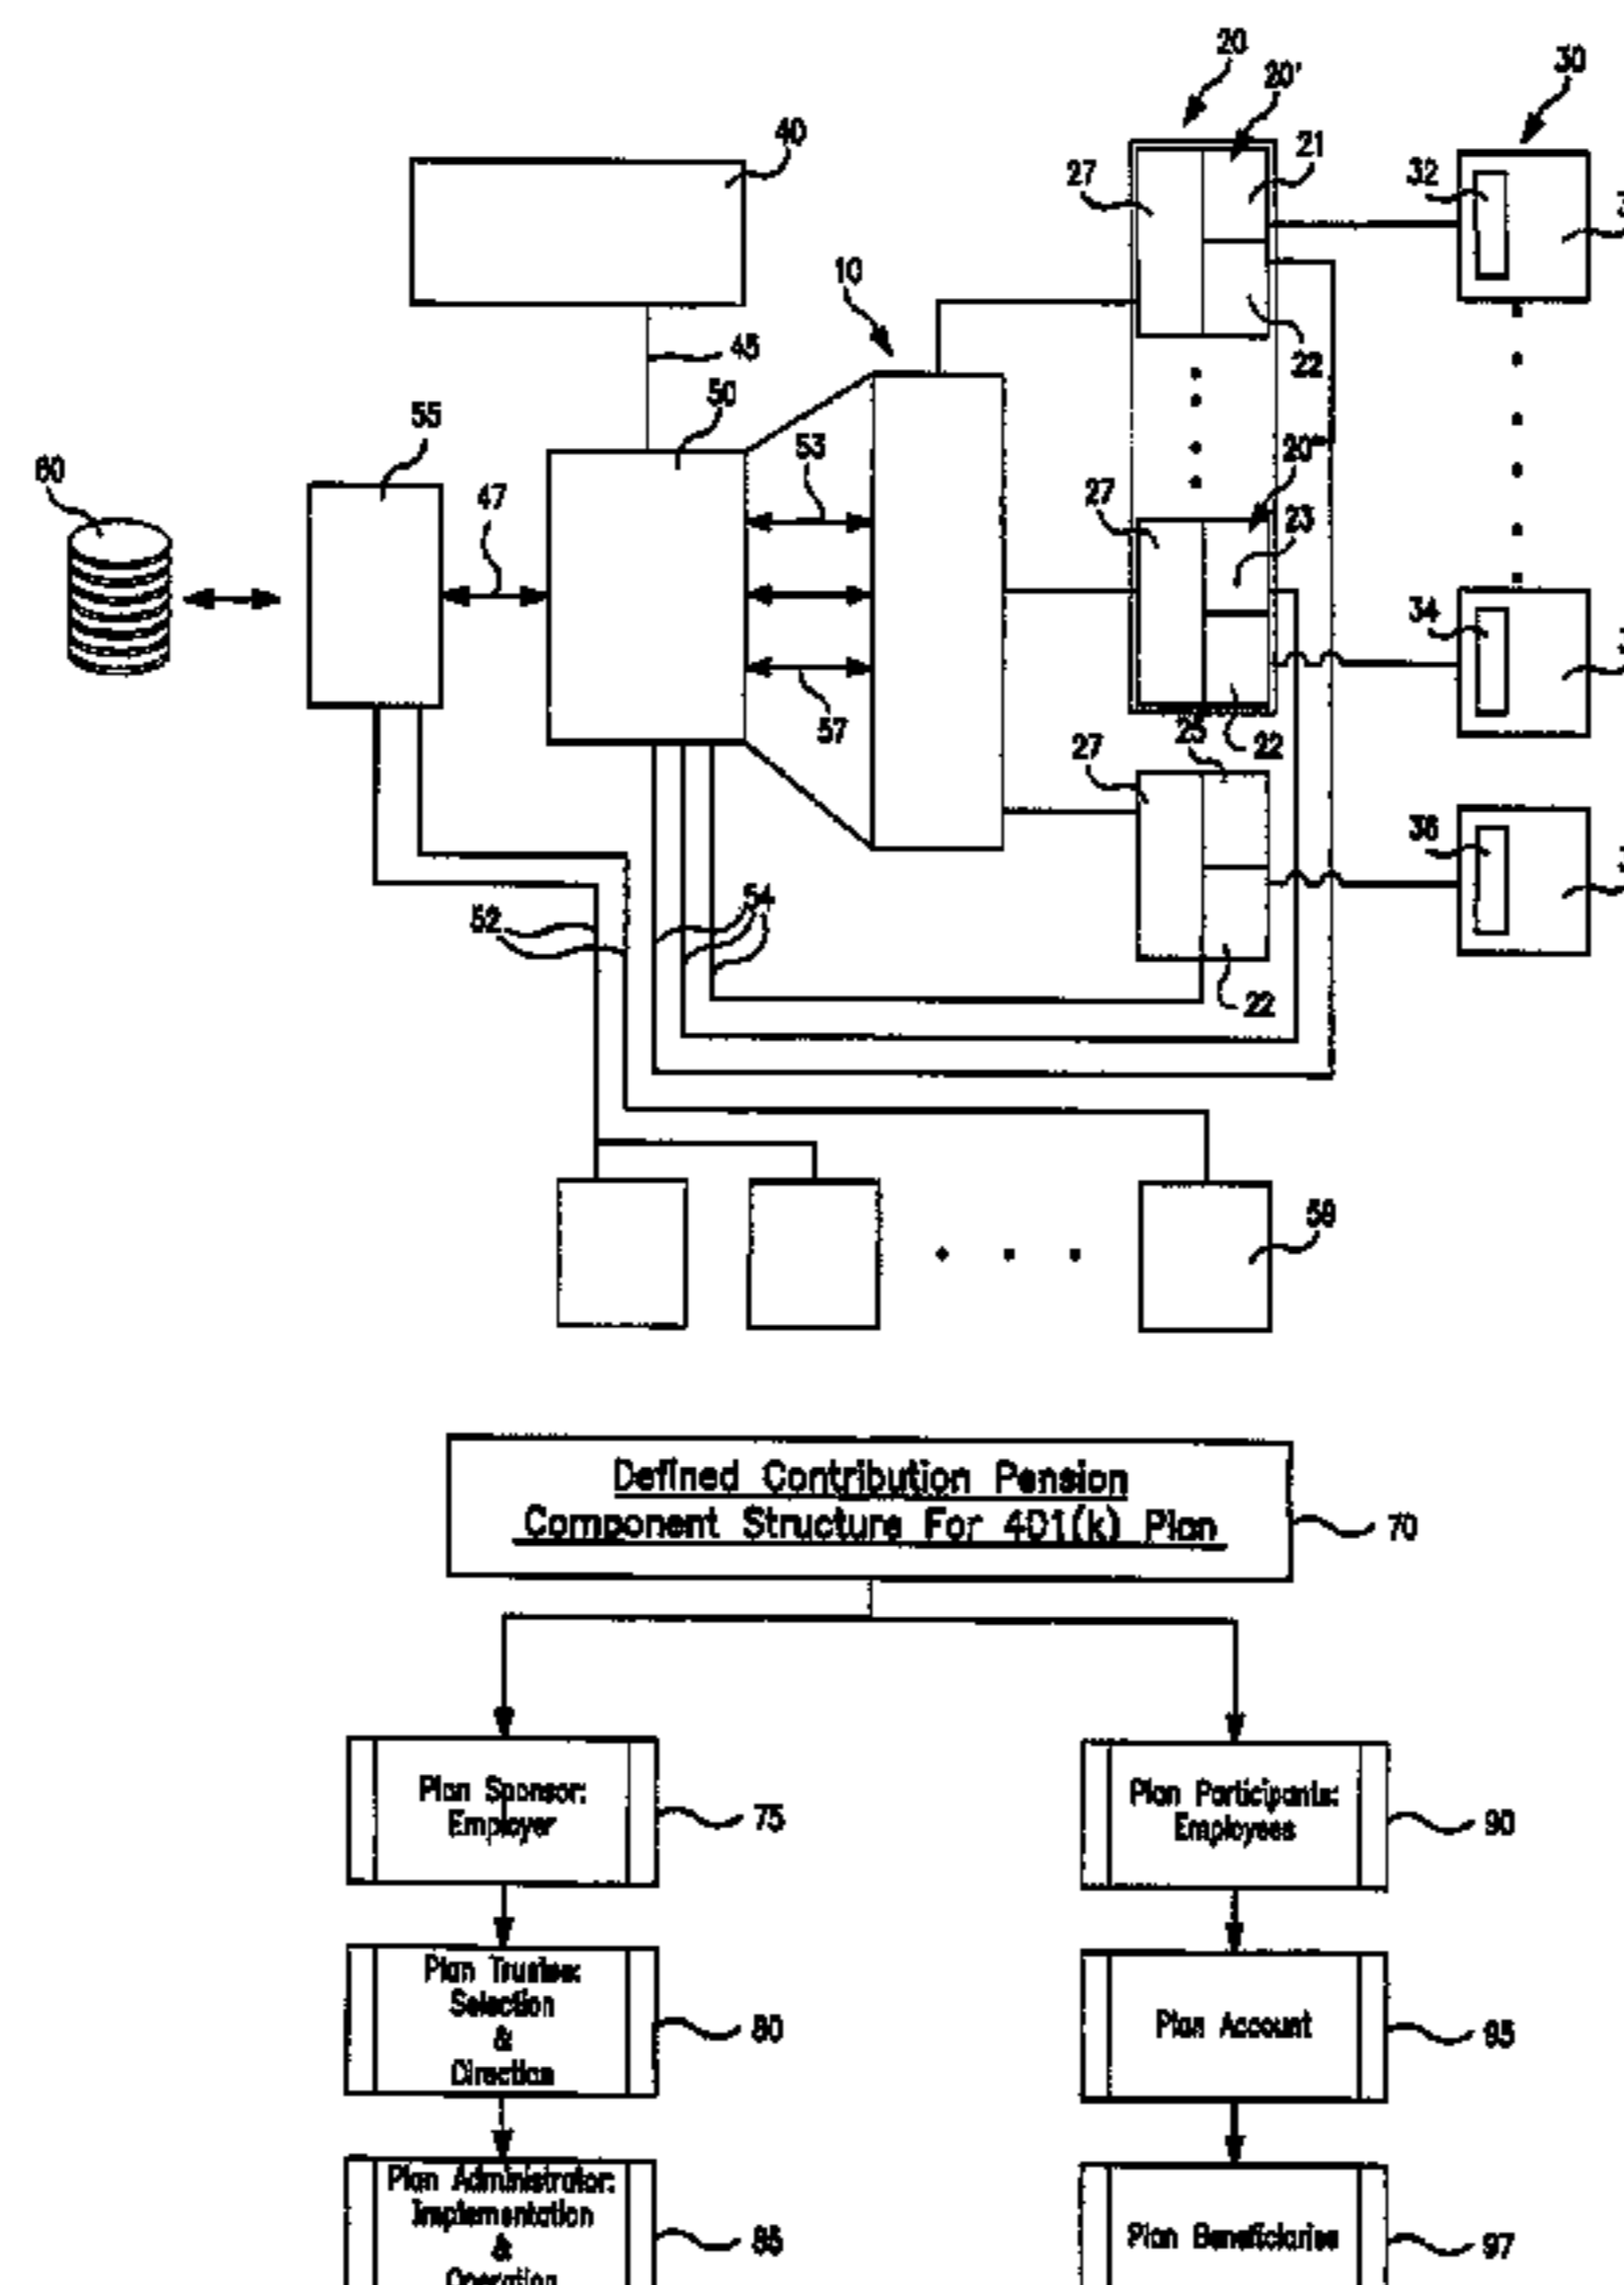 20
20'
30
40
27
21
32
10
22
45
50
55
53
60
47
27
20"
23
34
57
25
27
22
36
52
54
22
59
Defined Contribution Pension
Component Structure For 401(k) Plan
70
Plan Sponsor:
Employer
75
Plan Participants:
Employees
90
Plan Trustee:
Selection
&
Direction
80
Plan Account
95
Plan Administrator:
Implementation
&
Operation
85
Plan Beneficiaries
97